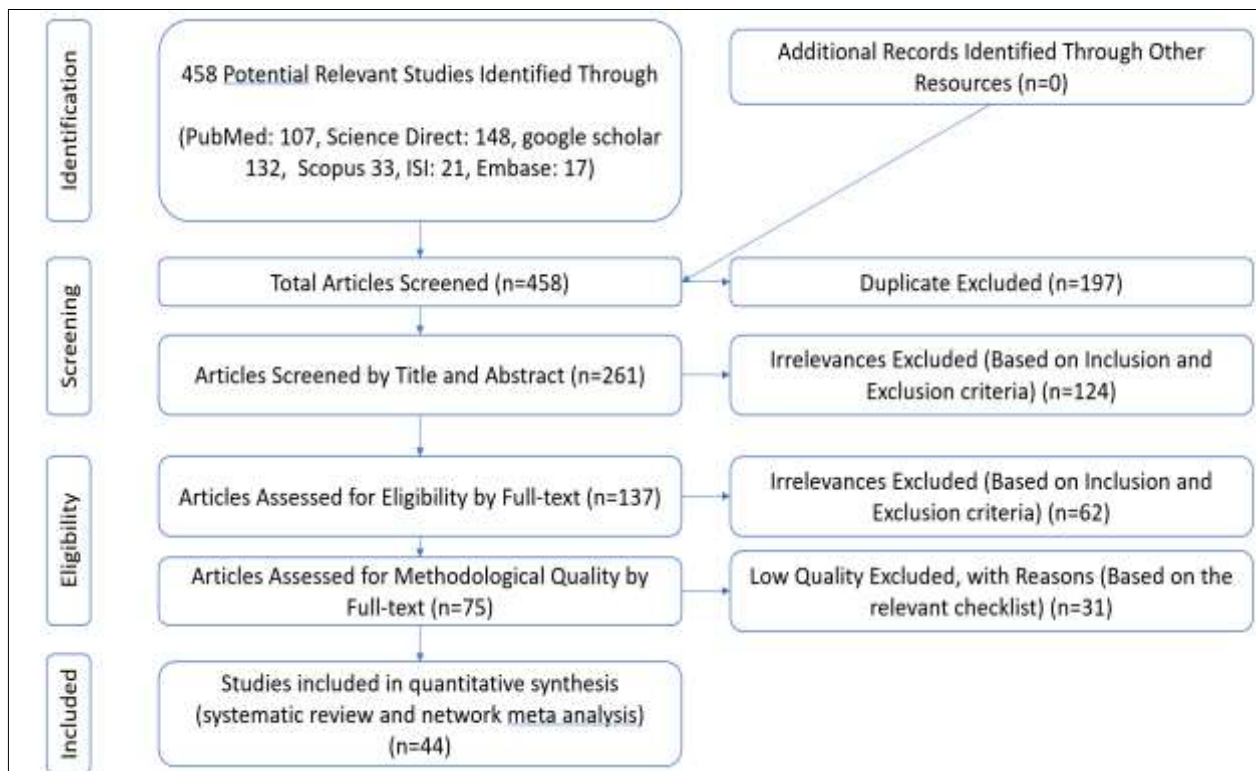 Identification
458 Potential Relevant Studies Identified Through
(PubMed: 107, Science Direct: 148, google scholar
132, Scopus 33, ISI: 21, Embase: 17)
Additional Records Identified Through Other
Resources (n=0)
Screening
Total Articles Screened (n=458)
Duplicate Excluded (n=197)
Articles Screened by Title and Abstract (n=261)
Irrelevances Excluded (Based on Inclusion and
Exclusion criteria) (n=124)
Eligibility
Articles Assessed for Eligibility by Full-text (n=137)
Irrelevances Excluded (Based on Inclusion and
Exclusion criteria) (n=62)
Articles Assessed for Methodological Quality by
Full-text (n=75)
Low Quality Excluded, with Reasons (Based on the
relevant checklist) (n=31)
Included
Studies included in quantitative synthesis
(systematic review and network meta analysis)
(n=44)